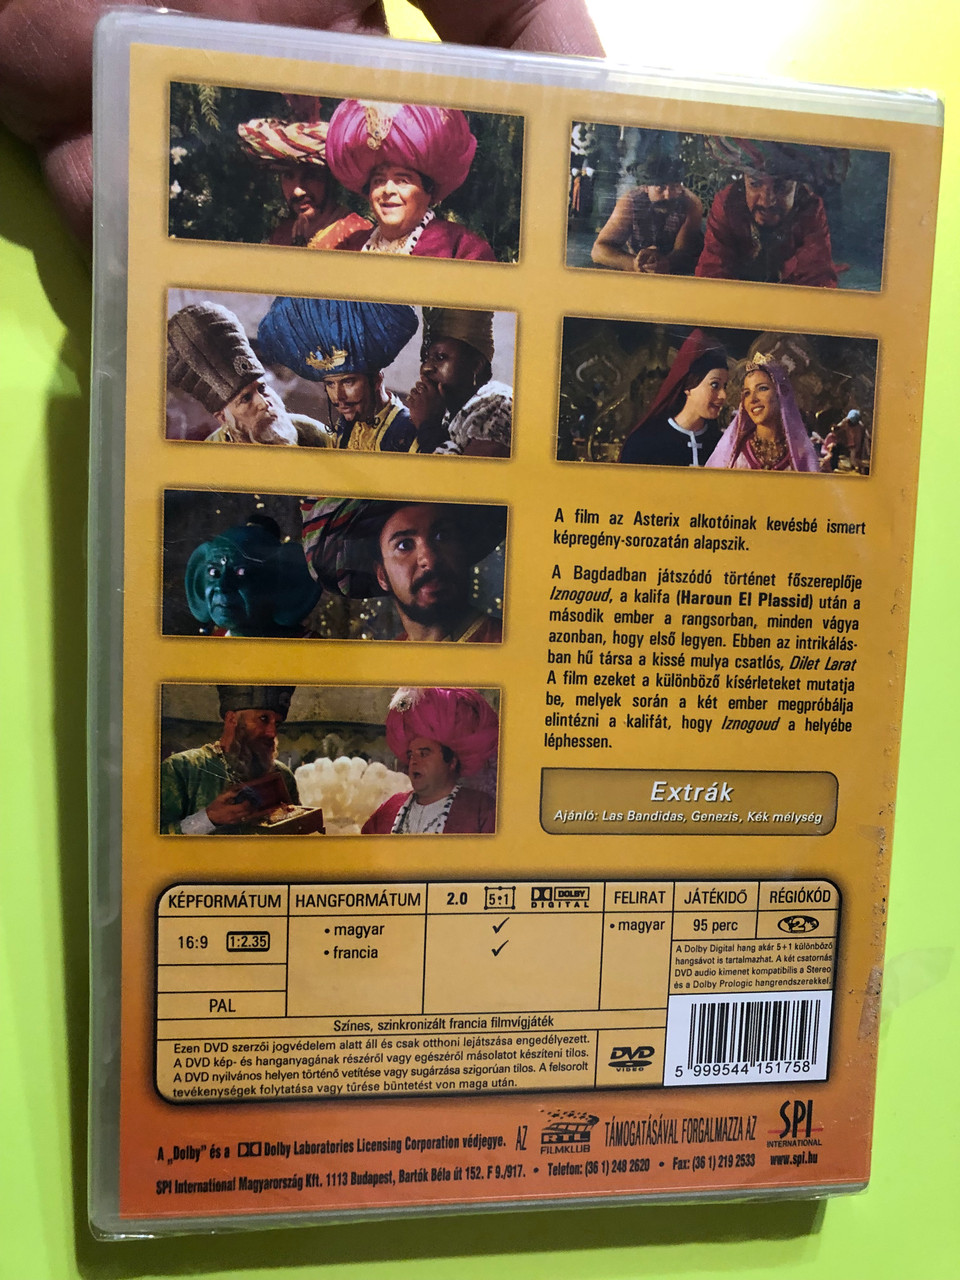 A film az Asterix alkotóinak kevésbé ismert
képregény-sorozatán alapszik.
A Bagdadban játszódó történet főszereplője
Iznogoud, a kalifa (Haroun El Plassid) után a
második ember a rangsorban, minden vágya
azonban, hogy első legyen. Ebben az intrikálás-
ban hű társa a kissé mulya csatlós, Dilet Larat
A film ezeket a különböző kísérleteket mutatja
be, melyek során a két ember megpróbálja
elintézni a kalifát, hogy Iznogoud a helyébe
léphessen.
Extrák
Ajánló: Las Bandidas, Genezis, Kék mélység
KÉPFORMÁTUM HANGFORMÁTUM 2.0 5•1 DOLBY DIGITAL FELIRAT JÁTÉKIDŐ RÉGIÓKÓD
16:9 1:2.35 • magyar ✓ • magyar 95 perc 2
• francia ✓
PAL
A Dolby Digital hang akár 5+1 különböző
hangsávot is tartalmazhat. A két csatornás
DVD audio kimenet kompatibilis a Stereo
és a Dolby Prologic hangrendszerekkel.
Színes, szinkronizált francia filmvígjáték
Ezen DVD szerzői jogvédelem alatt áll és csak otthoni lejátszása engedélyezett.
A DVD kép- és hanganyagának részéről vagy egészéről másolatot készíteni tilos.
A DVD nyilvános helyen történő vetítése vagy sugárzása szigorúan tilos. A felsorolt
tevékenységek folytatása vagy tűrése büntetést von maga után.
DVD VIDEO
5 999544 151758
A „Dolby" és a Dolby Laboratories Licensing Corporation védjegye.
AZ RTL FILMKLUB TÁMOGATÁSÁVAL FORGALMAZZA AZ SPI INTERNATIONAL
www.spi.hu
SPI International Magyarország Kft. 1113 Budapest, Bartók Béla út 152. F 9./917. • Telefon: (36 1) 248 2620 • Fax: (36 1) 219 2533